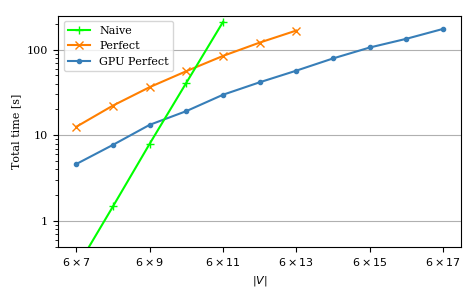 Naive
Perfect
GPU Perfect
Total time [s]
100
10
1
6 × 7
6 × 9
6 × 11
6 × 13
6 × 15
6 × 17
|V|